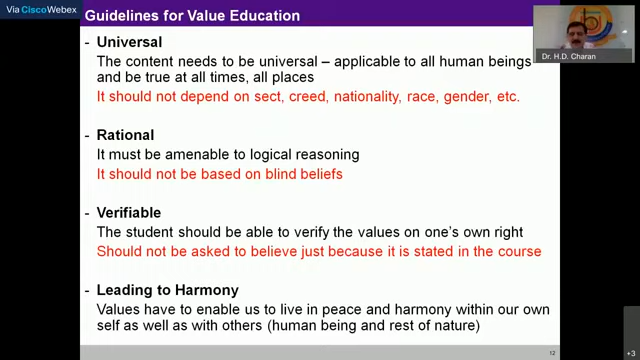 Via CiscoWebex
Guidelines for Value Education
- Universal
The content needs to be universal – applicable to all human beings
and be true at all times, all places
It should not depend on sect, creed, nationality, race, gender, etc.
- Rational
It must be amenable to logical reasoning
It should not be based on blind beliefs
- Verifiable
The student should be able to verify the values on one's own right
Should not be asked to believe just because it is stated in the course
- Leading to Harmony
Values have to enable us to live in peace and harmony within our own
self as well as with others (human being and rest of nature)
12
Dr. H.D. Charan
+3